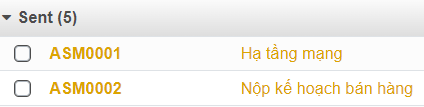 Sent (5)
ASM0001 Hạ tầng mạng
ASM0002 Nộp kế hoạch bán hàng